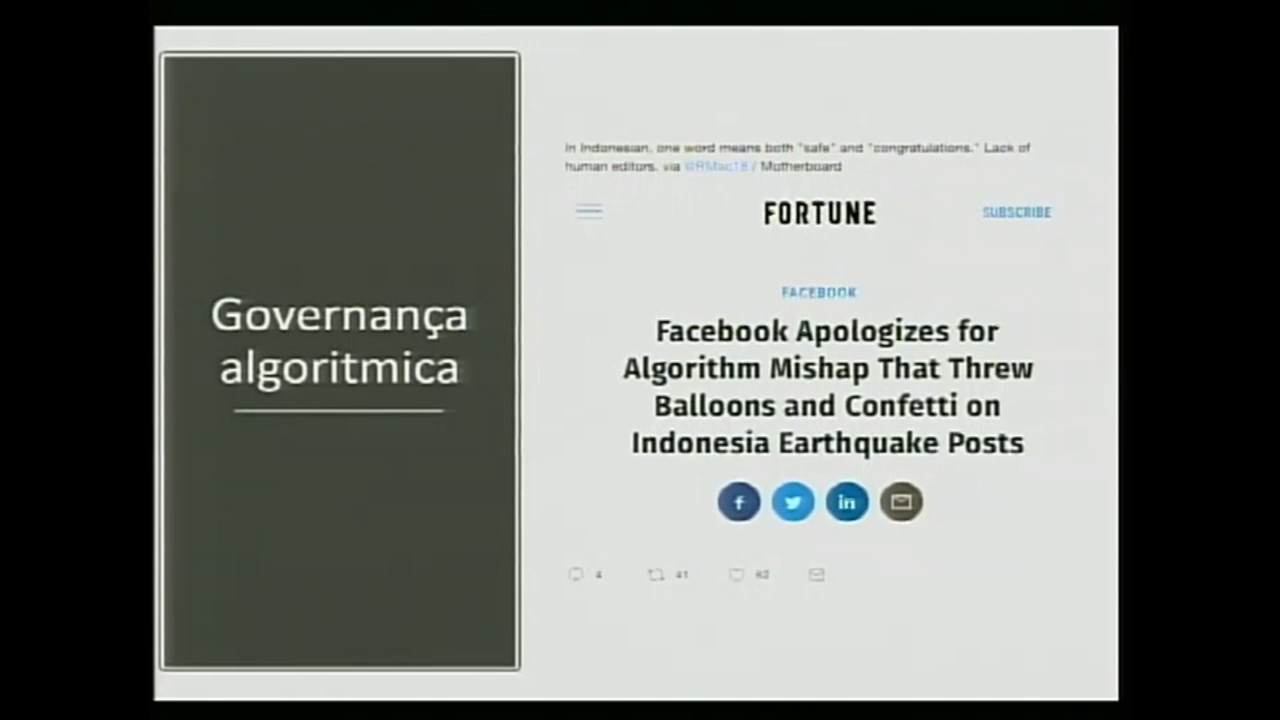 Governança
algoritmica
In Indonesian, one word means both "safe" and "congratulations." Lack of
human editors. via @RMac18 / Motherboard
FORTUNE
SUBSCRIBE
FACEBOOK
Facebook Apologizes for
Algorithm Mishap That Threw
Balloons and Confetti on
Indonesia Earthquake Posts
4
41
62